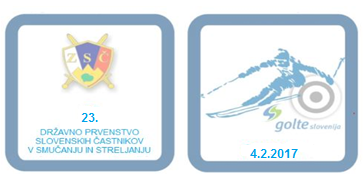 ZSČ
23.
DRŽAVNO PRVENSTVO
SLOVENSKIH ČASTNIKOV
V SMUČANJU IN STRELJANJU
golte slovenija
4.2.2017